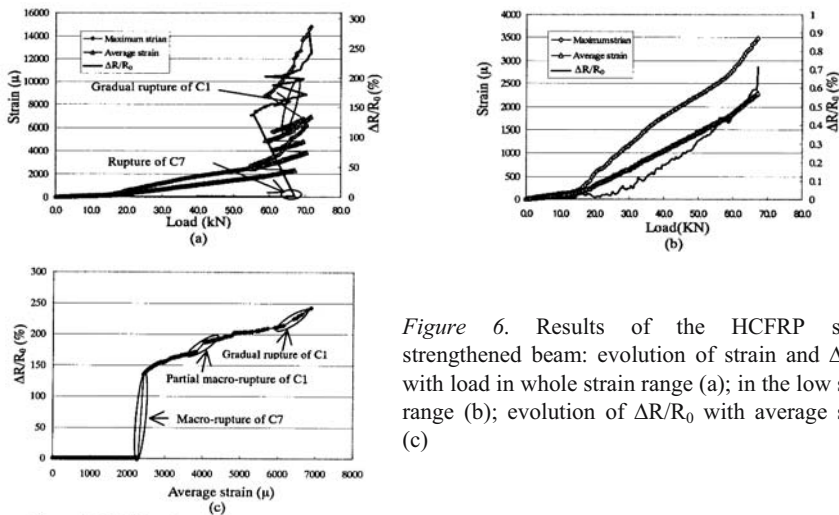 16000
14000
12000
10000
8000
6000
4000
2000
0
Strain (μ)
Maximum strian
Average strain
ΔR/R0
Gradual rupture of C1
Rupture of C7
300
250
200
150
100
50
0
ΔR/R0 (%)
0.0 10.0 20.0 30.0 40.0 50.0 60.0 70.0 80.0
Load (kN)
(a)
4000
3500
3000
2500
2000
1500
1000
500
0
Strain (μ)
Maximumstrian
Average strain
ΔR/R0
1
0.9
0.8
0.7
0.6
0.5
0.4
0.3
0.2
0.1
0
ΔR/R0 (%)
0.0 10.0 20.0 30.0 40.0 50.0 60.0 70.0 80.0
Load(KN)
(b)
300
250
200
150
100
50
0
ΔR/R0 (%)
Gradual rupture of C1
Partial macro-rupture of C1
Macro-rupture of C7
0 1000 2000 3000 4000 5000 6000 7000 8000
Average strain (μ)
(c)
Figure 6. Results of the HCFRP s
strengthened beam: evolution of strain and Δ
with load in whole strain range (a); in the low s
range (b); evolution of ΔR/R0 with average s
(c)